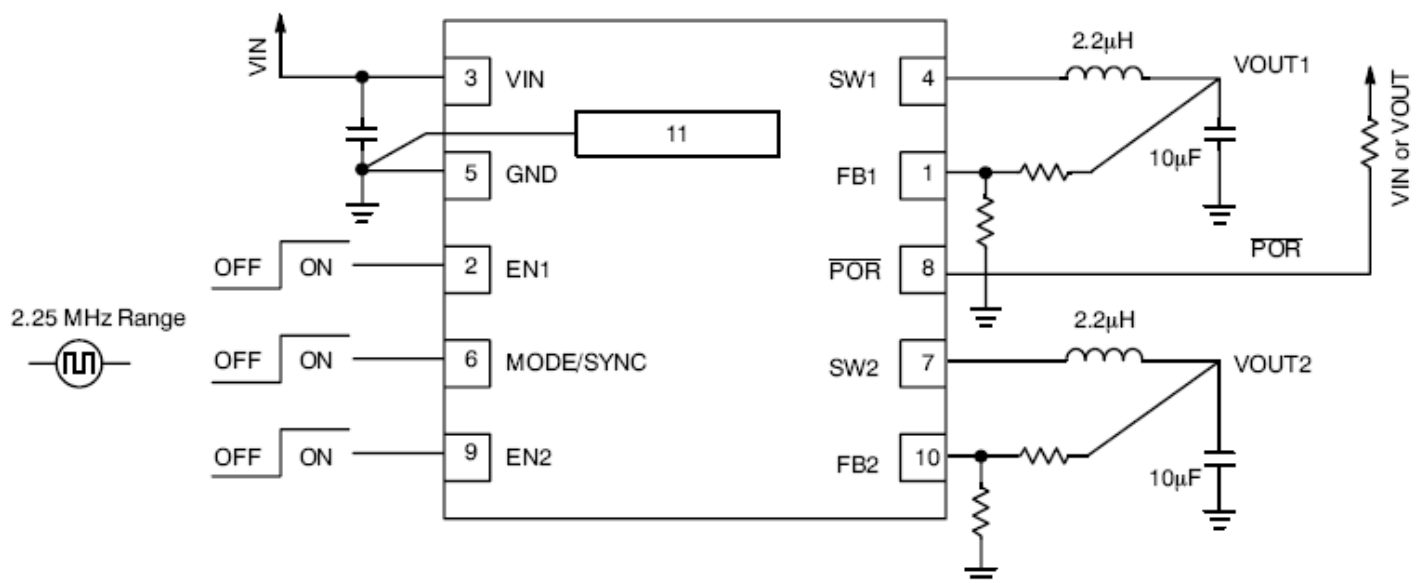 VIN
3
VIN
SW1
4
2.2μH
VOUT1
VIN or VOUT
11
5
GND
FB1
1
10μF
OFF
ON
2
EN1
POR
8
POR
2.25 MHz Range
OFF
ON
6
MODE/SYNC
SW2
7
2.2μH
VOUT2
OFF
ON
9
EN2
FB2
10
10μF